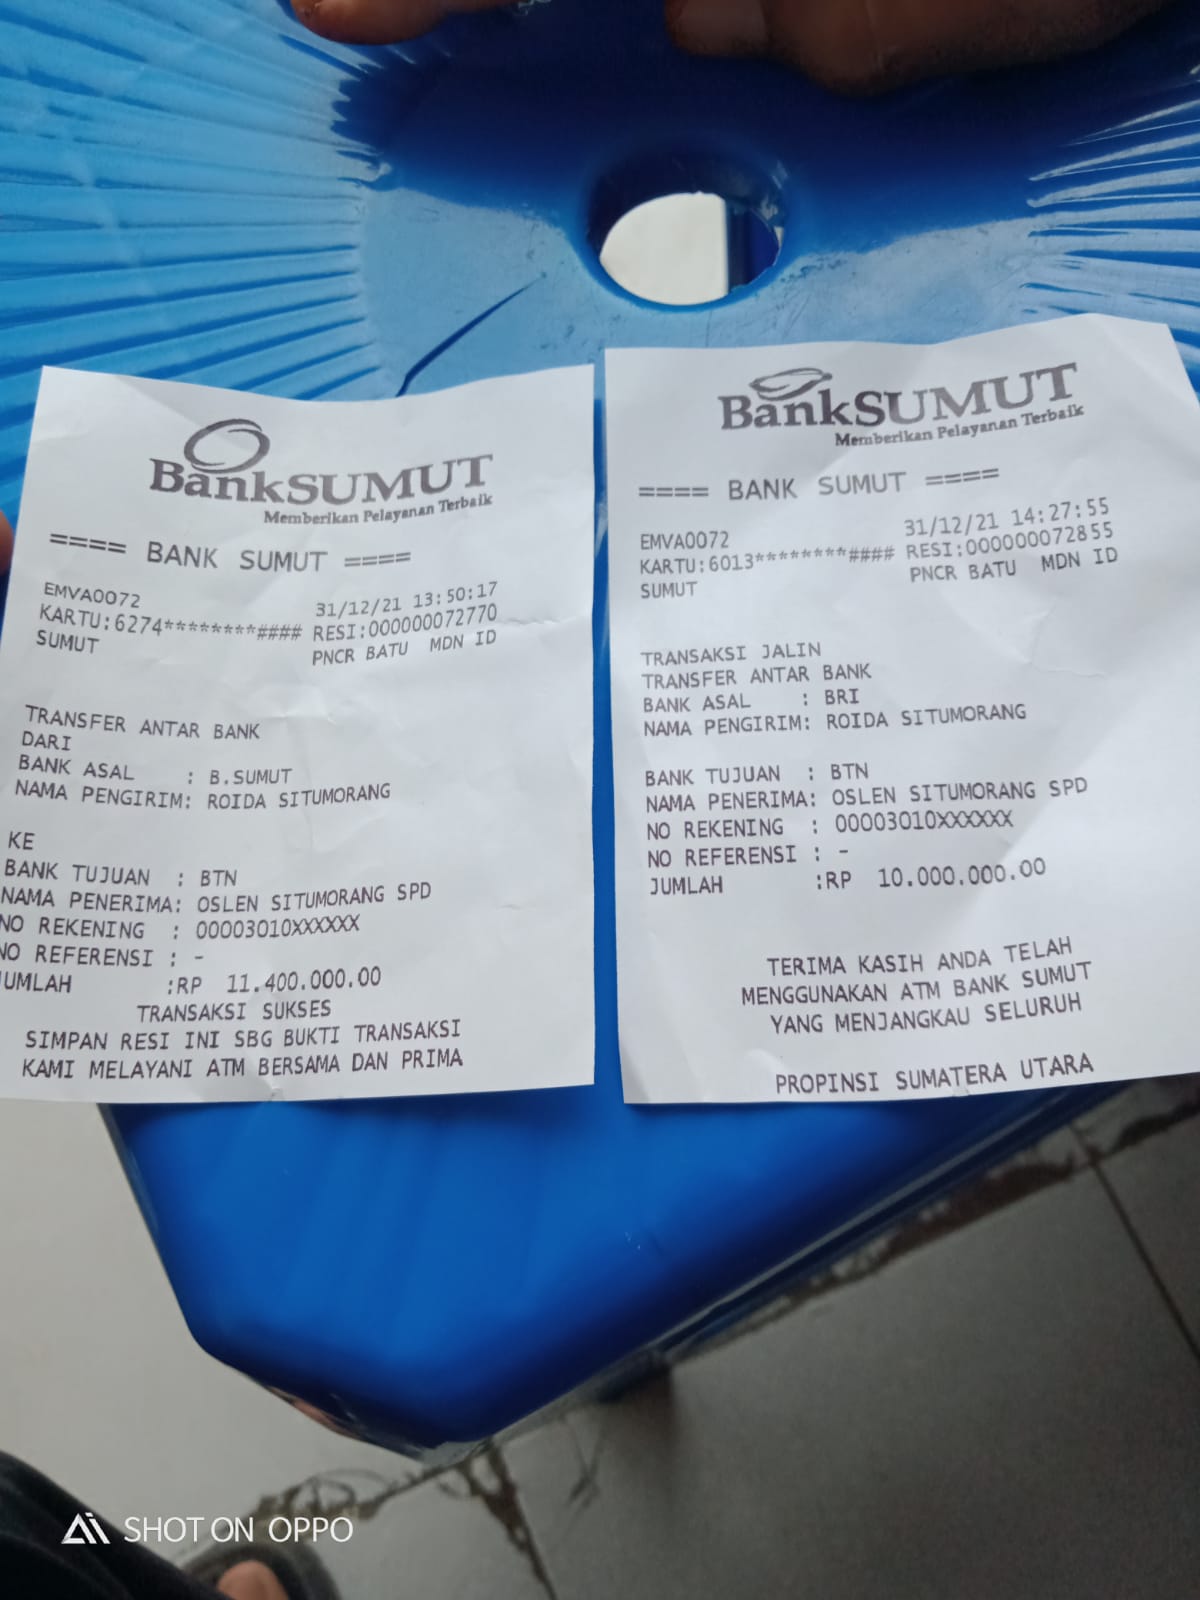 BankSUMUT
Memberikan Pelayanan Terbaik
==== BANK SUMUT ====
EMVA0072 31/12/21 13:50:17
KARTU:6274********#### RESI:000000072770
SUMUT PNCR BATU MDN ID
TRANSFER ANTAR BANK
DARI
BANK ASAL : B.SUMUT
NAMA PENGIRIM: ROIDA SITUMORANG
KE
BANK TUJUAN : BTN
NAMA PENERIMA: OSLEN SITUMORANG SPD
NO REKENING : 00003010XXXXXX
NO REFERENSI : -
JUMLAH :RP 11.400.000.00
TRANSAKSI SUKSES
SIMPAN RESI INI SBG BUKTI TRANSAKSI
KAMI MELAYANI ATM BERSAMA DAN PRIMA
BankSUMUT
Memberikan Pelayanan Terbaik
==== BANK SUMUT ====
EMVA0072 31/12/21 14:27:55
KARTU:6013********#### RESI:000000072855
SUMUT PNCR BATU MDN ID
TRANSAKSI JALIN
TRANSFER ANTAR BANK
BANK ASAL : BRI
NAMA PENGIRIM: ROIDA SITUMORANG
BANK TUJUAN : BTN
NAMA PENERIMA: OSLEN SITUMORANG SPD
NO REKENING : 00003010XXXXXX
NO REFERENSI : -
JUMLAH :RP 10.000.000.00
TERIMA KASIH ANDA TELAH
MENGGUNAKAN ATM BANK SUMUT
YANG MENJANGKAU SELURUH
PROPINSI SUMATERA UTARA
SHOT ON OPPO